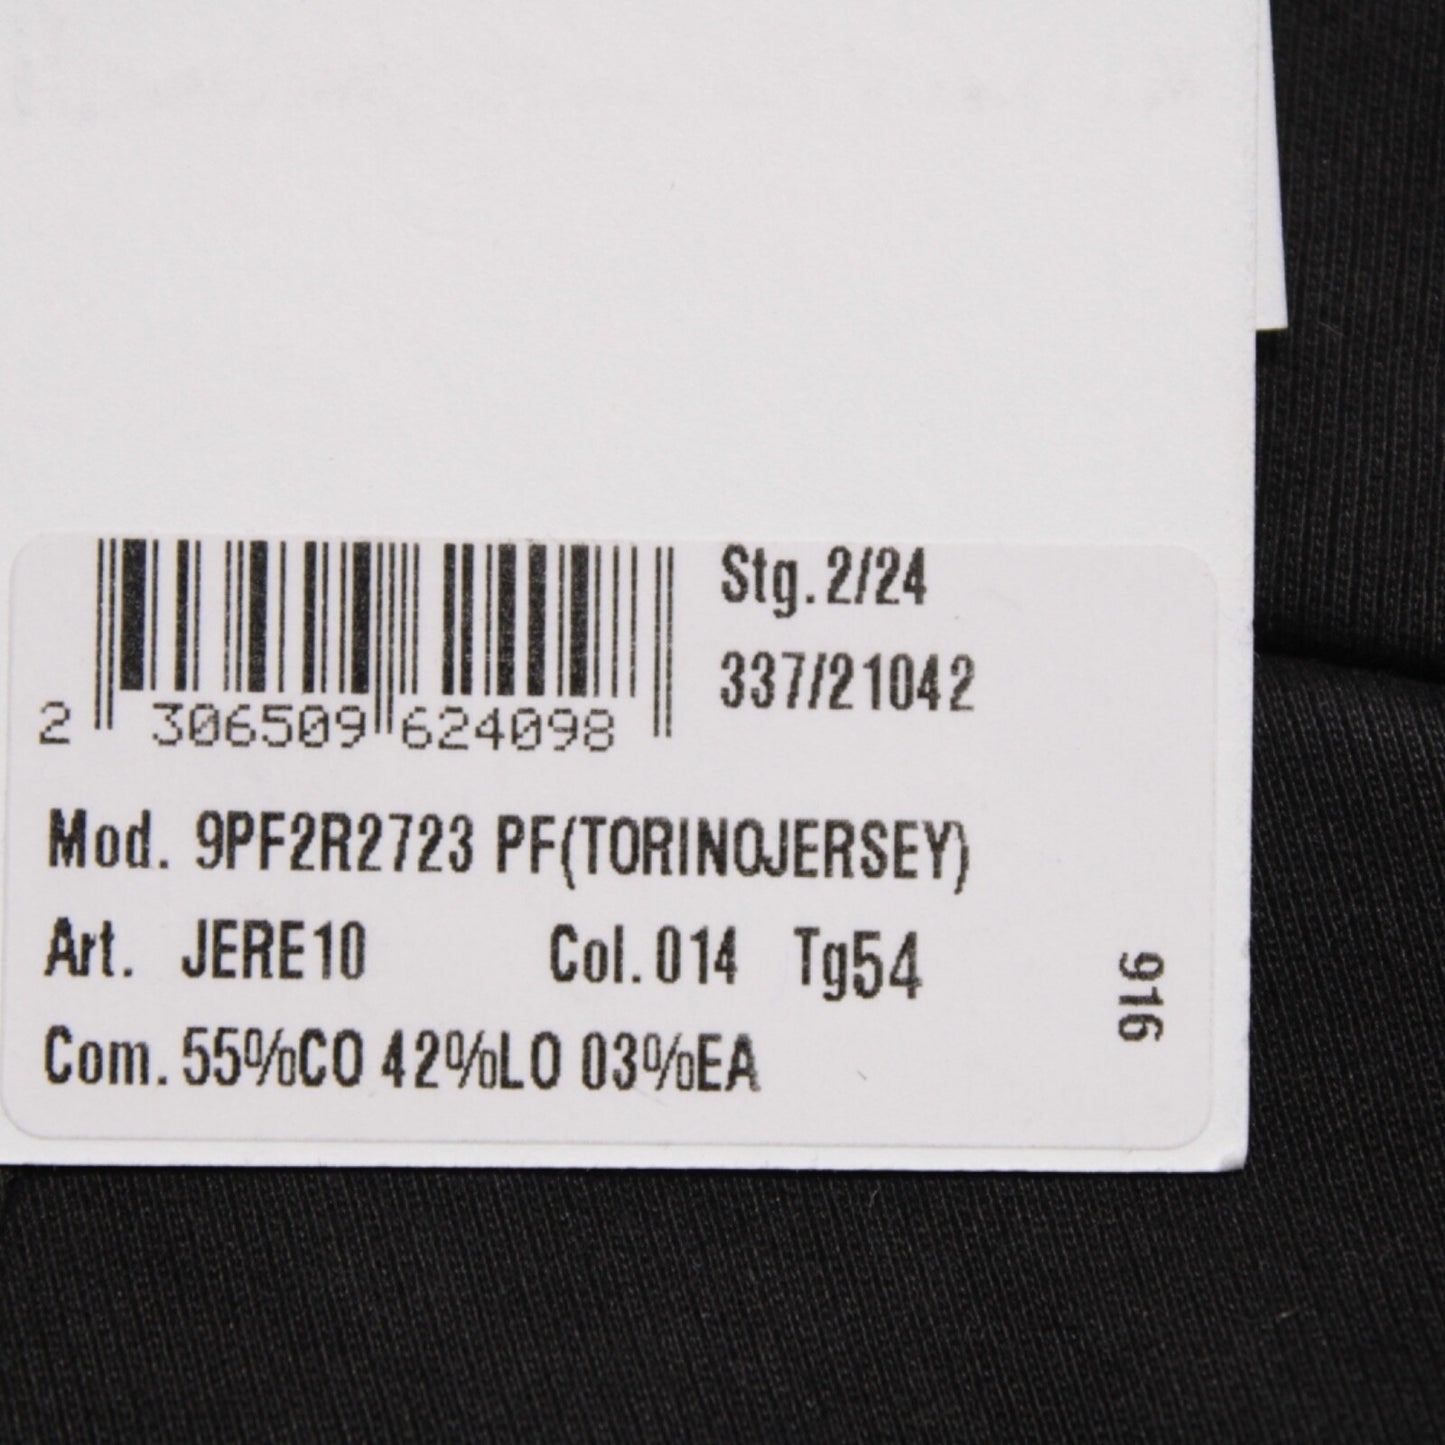 Stg.2/24
337/21042
2 306509 624098
Mod. 9PF2R2723 PF(TORINOJERSEY)
Art. JERE10 Col.014 Tg54
Com.55%CO 42%LO 03%EA
916